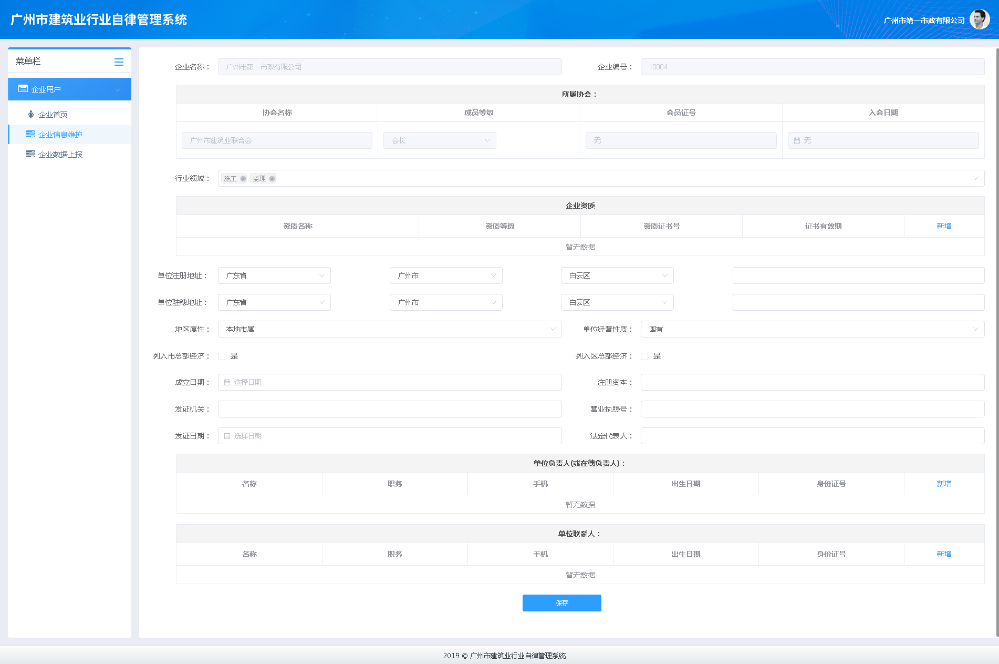 广州市建筑业行业自律管理系统
广州市第一市政有限公司
菜单栏
企业用户
企业首页
企业信息维护
企业数据上报
企业名称： 广州市第一市政有限公司 企业编号： 10004
所属协会：
协会名称 成员等级 会员证号 入会日期
广州市建筑业联合会 会长 无 无
行业领域： 施工 监理
企业资质
资质名称 资质等级 资质证书号 证书有效期 新增
暂无数据
单位注册地址： 广东省 广州市 白云区
单位驻穗地址： 广东省 广州市 白云区
地区属性： 本地市属 单位经营性质： 国有
列入市总部经济： 是 列入区总部经济： 是
成立日期： 选择日期 注册资本：
发证机关： 营业执照号：
发证日期： 选择日期 法定代表人：
单位负责人(或在穗负责人)：
名称 职务 手机 出生日期 身份证号 新增
暂无数据
单位联系人：
名称 职务 手机 出生日期 身份证号 新增
暂无数据
保存
2019 © 广州市建筑业行业自律管理系统